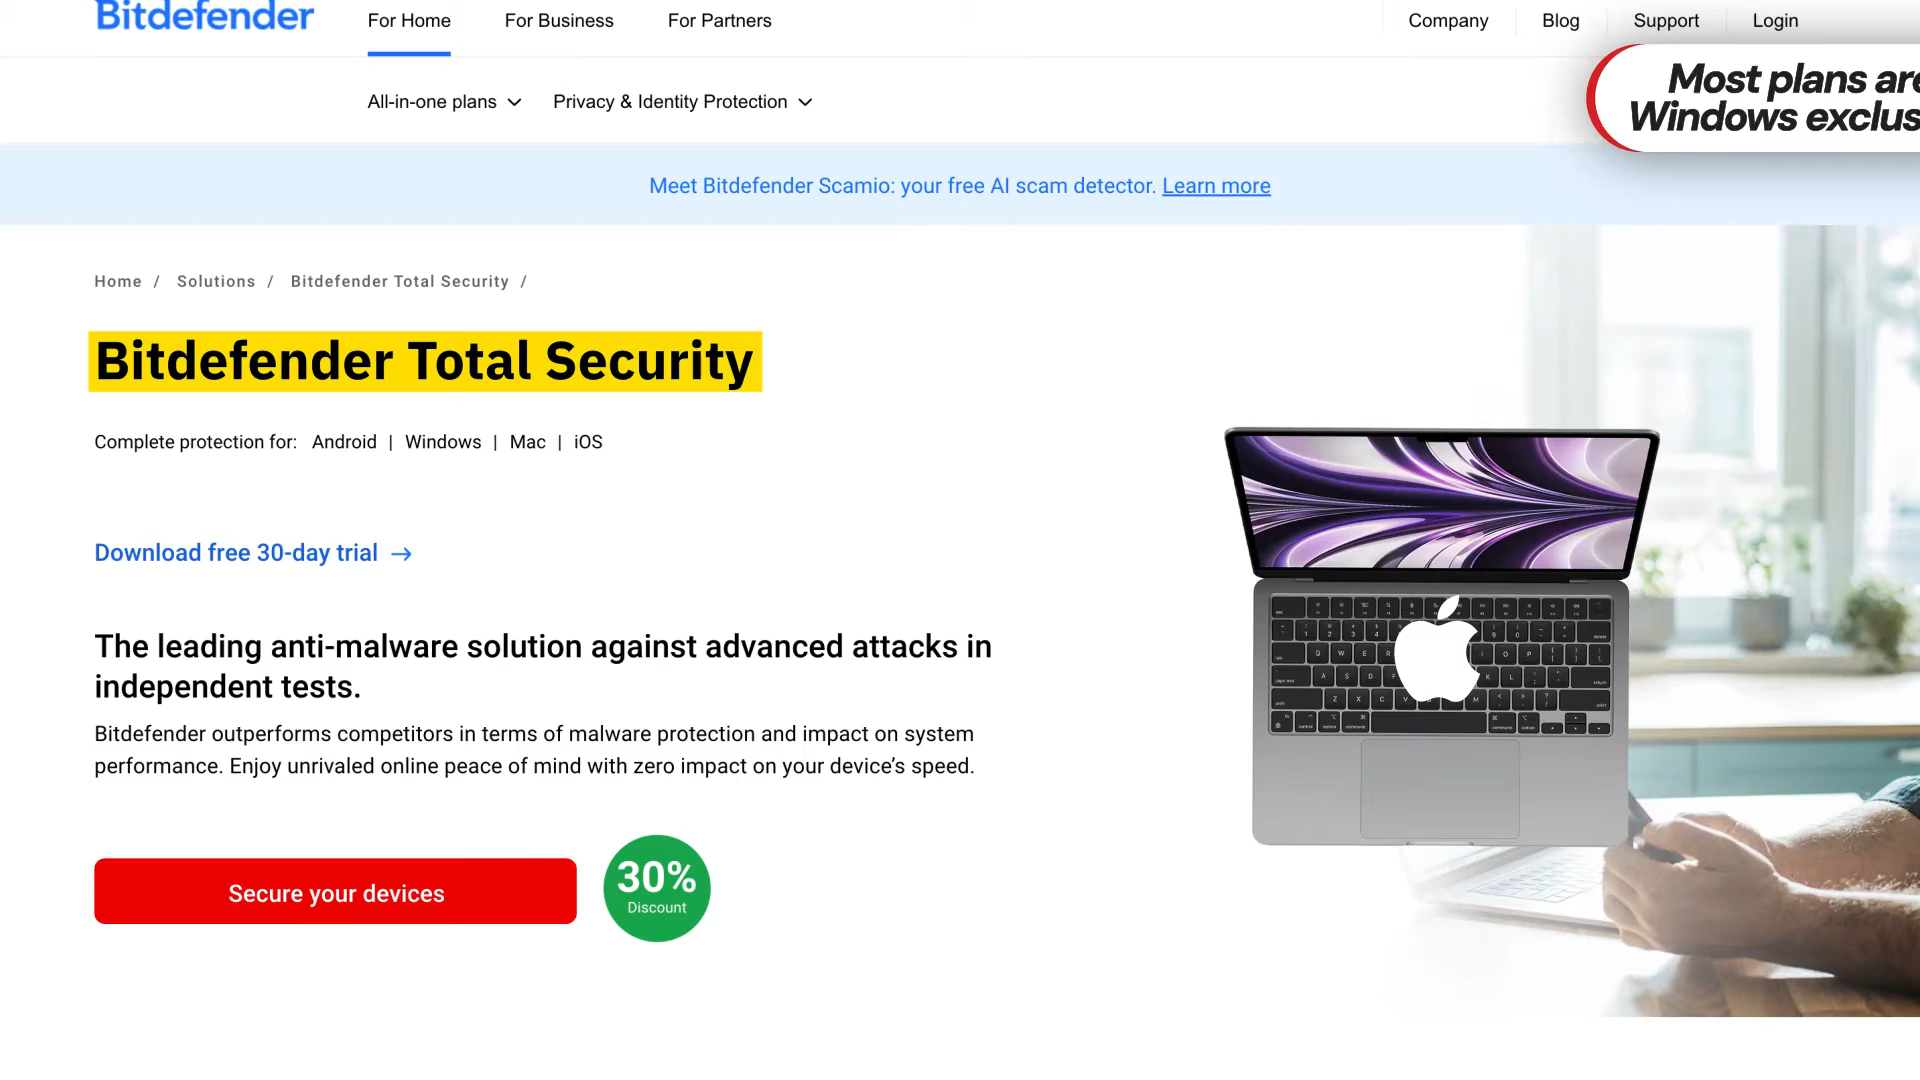 Bitdefender
For Home
For Business
For Partners
Company
Blog
Support
Login
Most plans are
Windows exclus
All-in-one plans
Privacy & Identity Protection
Meet Bitdefender Scamio: your free AI scam detector. Learn more
Home / Solutions / Bitdefender Total Security /
Bitdefender Total Security
Complete protection for: Android | Windows | Mac | iOS
Download free 30-day trial →
The leading anti-malware solution against advanced attacks in
independent tests.
Bitdefender outperforms competitors in terms of malware protection and impact on system
performance. Enjoy unrivaled online peace of mind with zero impact on your device’s speed.
Secure your devices
30%
Discount